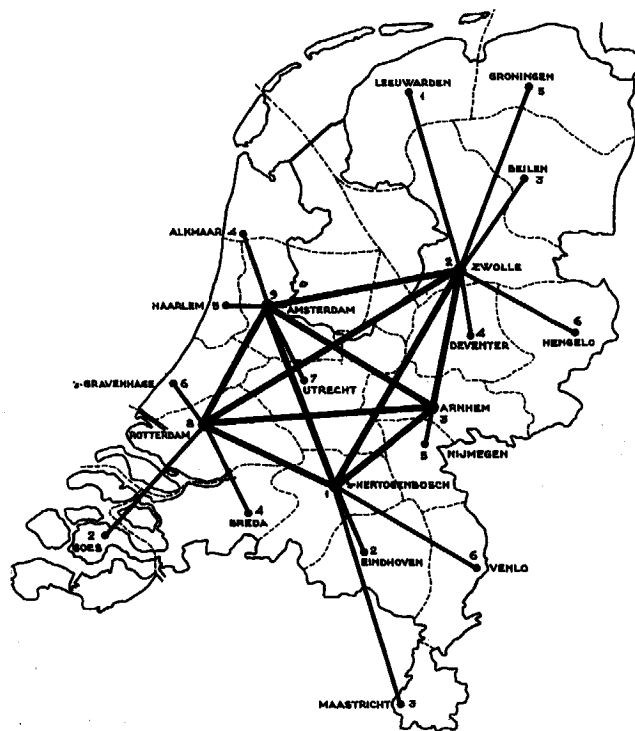 LEEUWARDEN
1
GRONINGEN
5
BEILEN
3
ALKMAAR 4
2 ZWOLLE
HAARLEM 5
9
AMSTERDAM
6
HENGELO
4
DEVENTER
7
UTRECHT
'S-GRAVENHAGE 6
ARNHEM
3
8
ROTTERDAM
5 NIJMEGEN
S-HERTOGENBOSCH
1
4
BREDA
2
GOES
2
EINDHOVEN
6
VENLO
MAASTRICHT 3